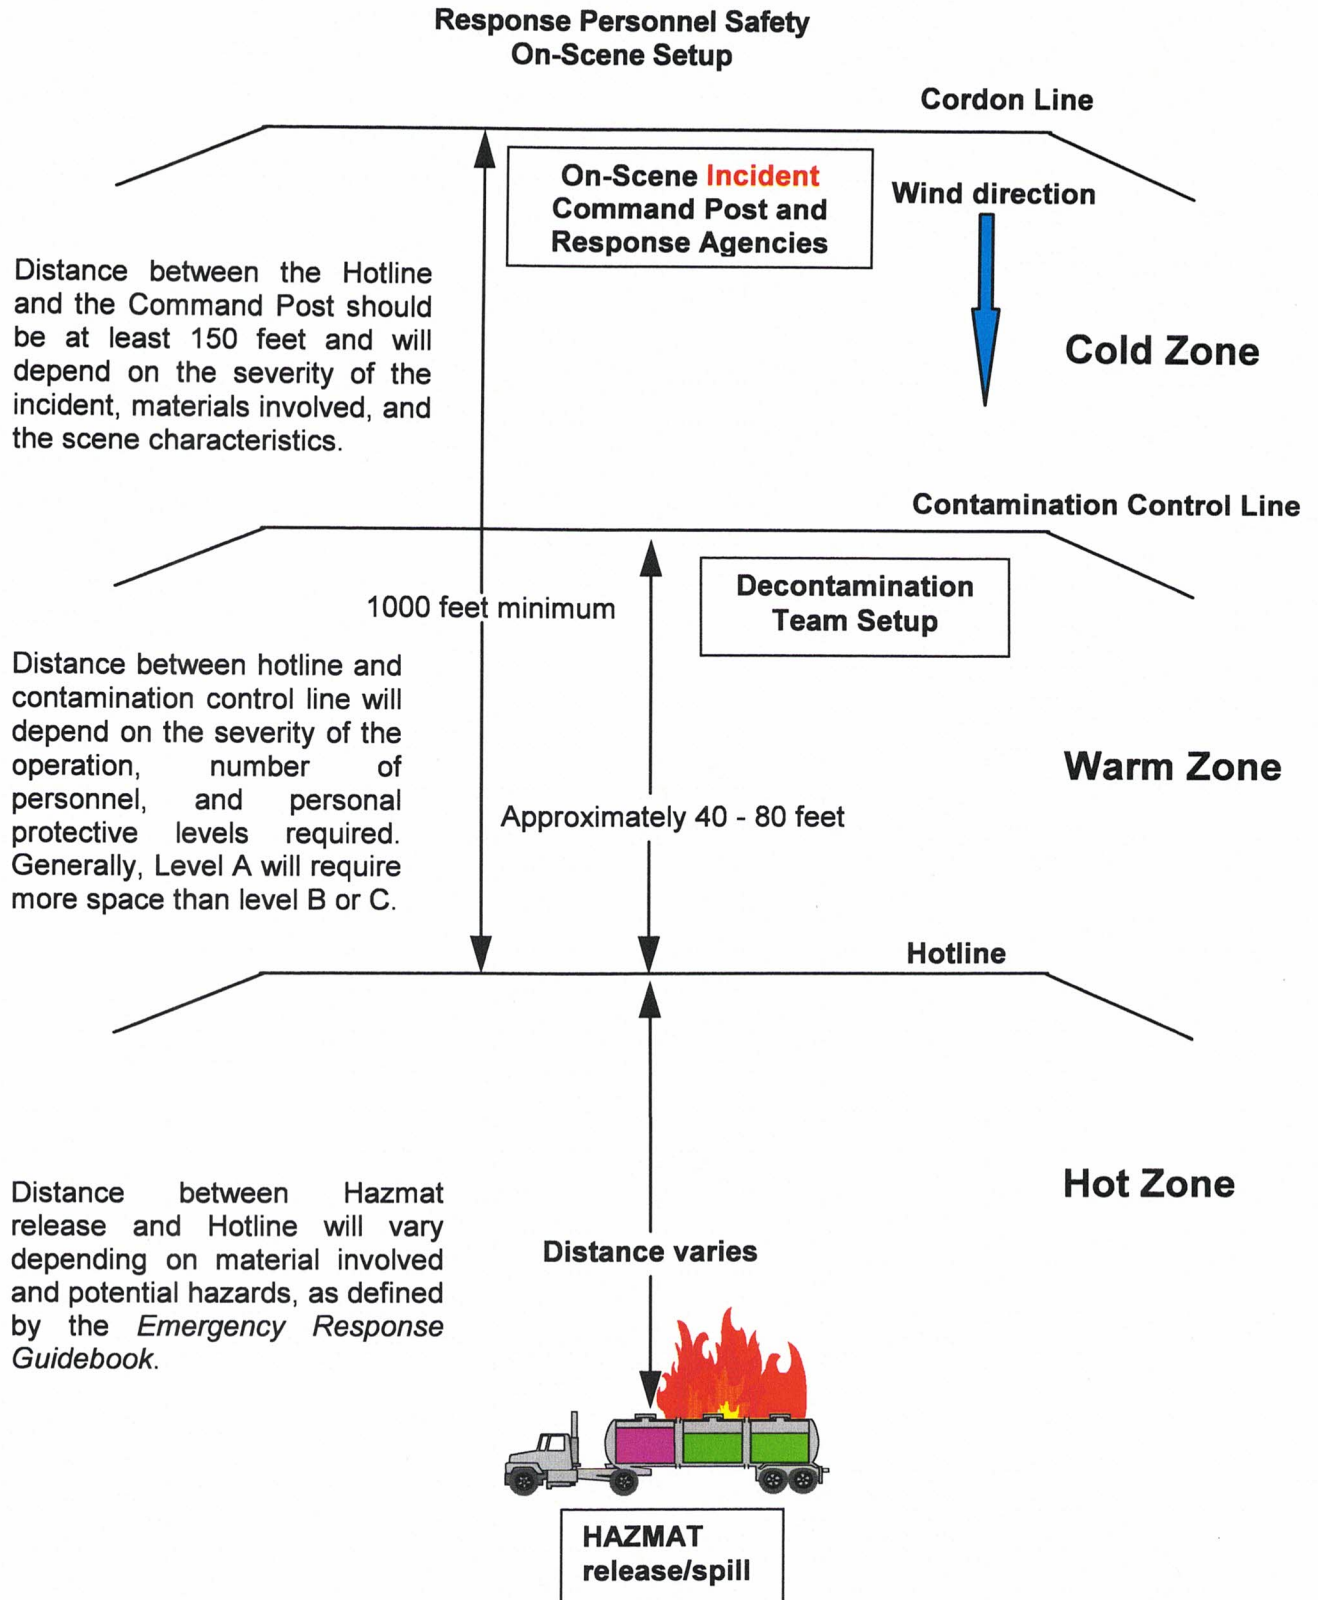 Response Personnel Safety
On-Scene Setup
Cordon Line
On-Scene Incident
Command Post and
Response Agencies
Wind direction
Distance between the Hotline
and the Command Post should
be at least 150 feet and will
depend on the severity of the
incident, materials involved, and
the scene characteristics.
Cold Zone
Contamination Control Line
Decontamination
Team Setup
1000 feet minimum
Distance between hotline and
contamination control line will
depend on the severity of the
operation, number of
personnel, and personal
protective levels required.
Generally, Level A will require
more space than level B or C.
Warm Zone
Approximately 40 - 80 feet
Hotline
Hot Zone
Distance between Hazmat
release and Hotline will vary
depending on material involved
and potential hazards, as defined
by the Emergency Response
Guidebook.
Distance varies
HAZMAT
release/spill